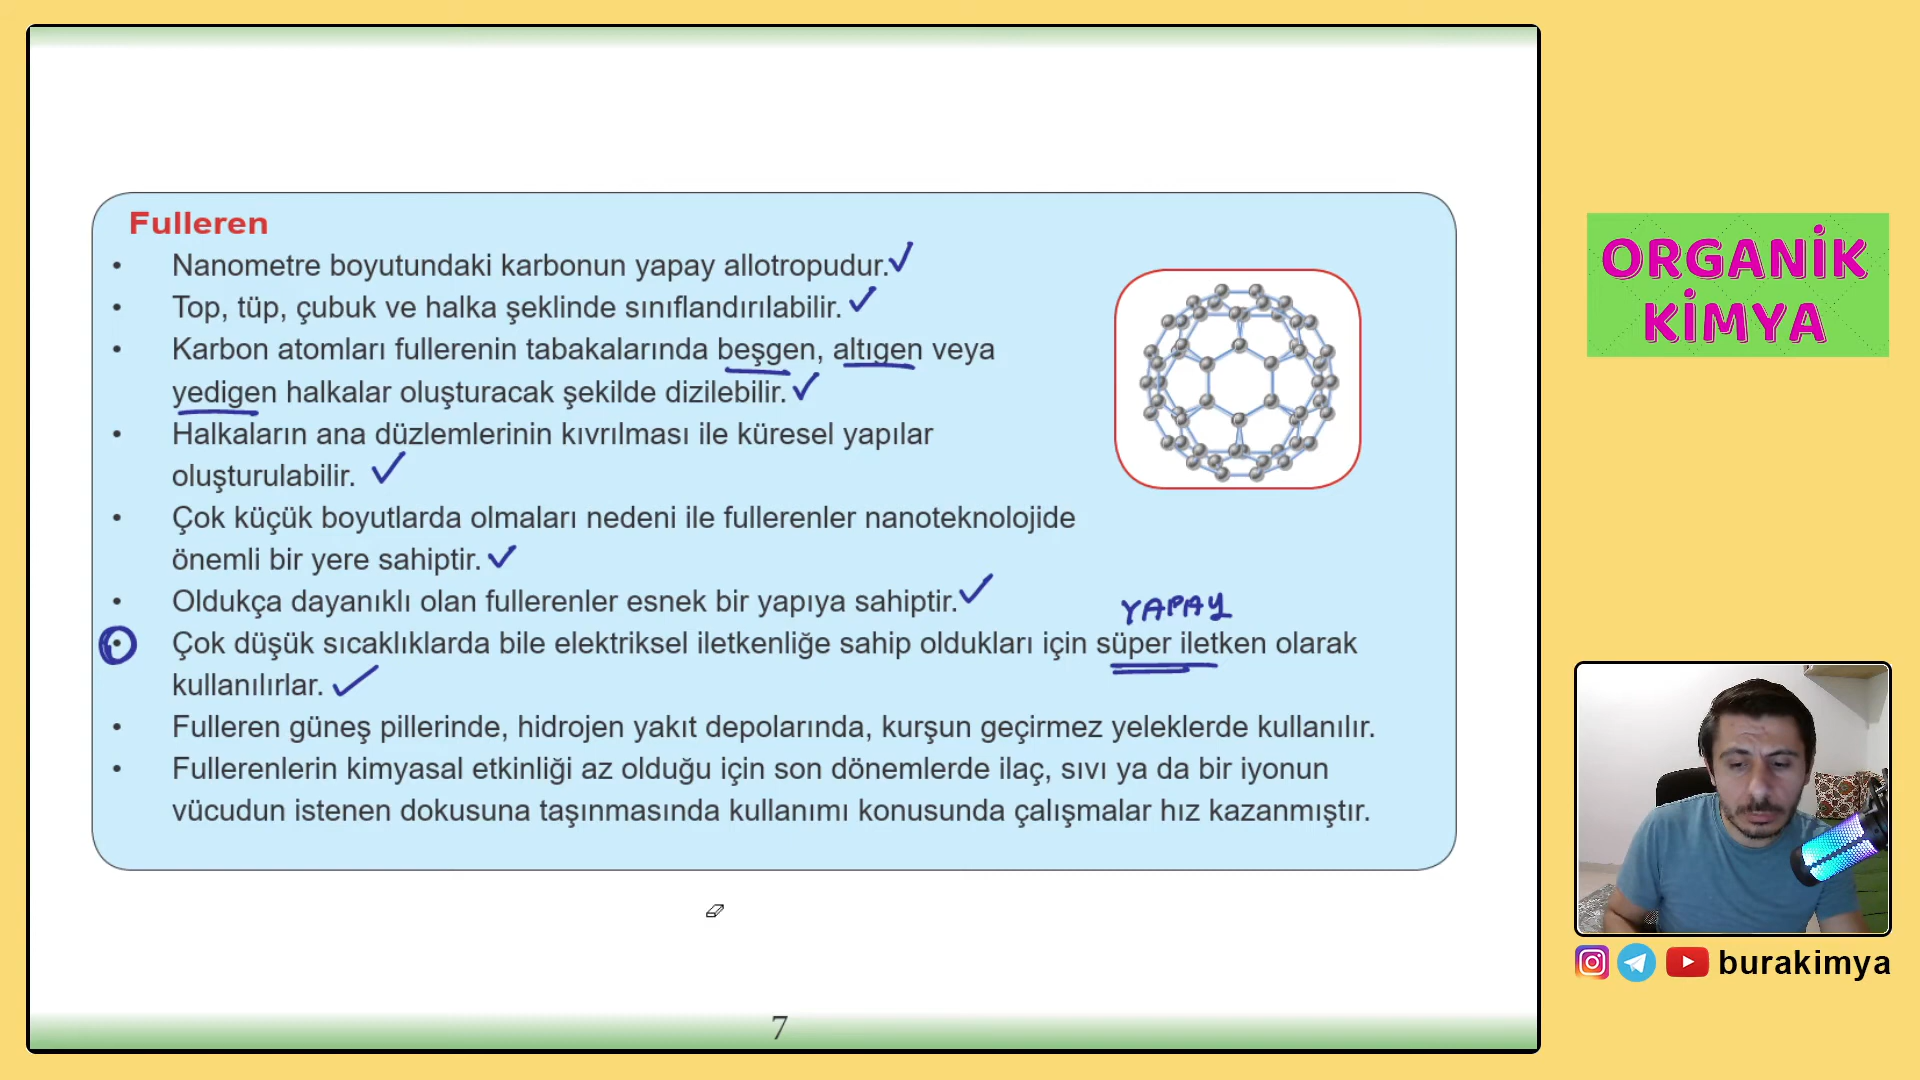 Fulleren
• Nanometre boyutundaki karbonun yapay allotropudur.
• Top, tüp, çubuk ve halka şeklinde sınıflandırılabilir.
• Karbon atomları fullerenin tabakalarında beşgen, altıgen veya
yedigen halkalar oluşturacak şekilde dizilebilir.
• Halkaların ana düzlemlerinin kıvrılması ile küresel yapılar
oluşturulabilir.
• Çok küçük boyutlarda olmaları nedeni ile fullerenler nanoteknolojide
önemli bir yere sahiptir.
• Oldukça dayanıklı olan fullerenler esnek bir yapıya sahiptir.
YAPAY
• Çok düşük sıcaklıklarda bile elektriksel iletkenliğe sahip oldukları için süper iletken olarak
kullanılırlar.
• Fulleren güneş pillerinde, hidrojen yakıt depolarında, kurşun geçirmez yeleklerde kullanılır.
• Fullerenlerin kimyasal etkinliği az olduğu için son dönemlerde ilaç, sıvı ya da bir iyonun
vücudun istenen dokusuna taşınmasında kullanımı konusunda çalışmalar hız kazanmıştır.
7
ORGANİK
KİMYA
burakimya